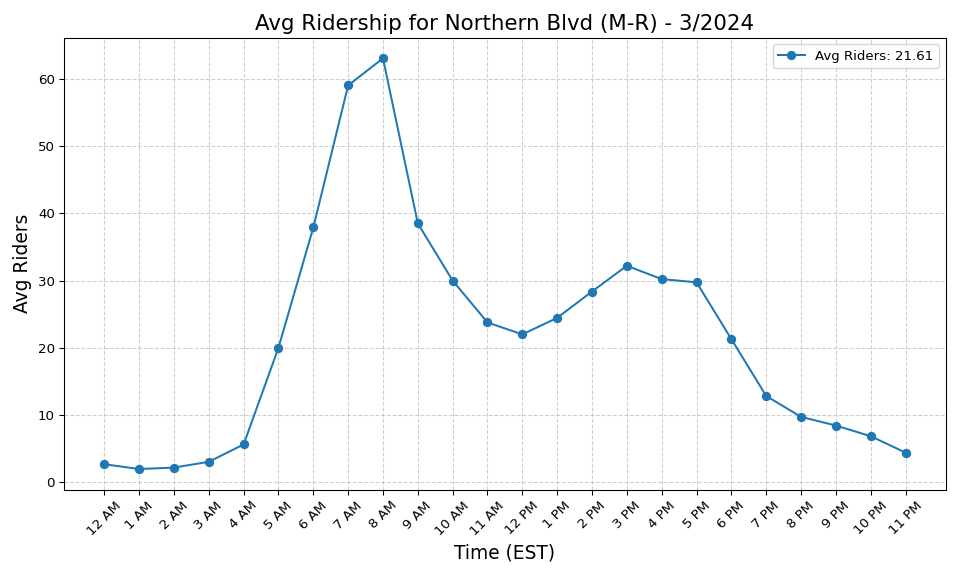 Avg Ridership for Northern Blvd (M-R) - 3/2024
Avg Riders: 21.61
Avg Riders
60
50
40
30
20
10
0
12 AM
1 AM
2 AM
3 AM
4 AM
5 AM
6 AM
7 AM
8 AM
9 AM
10 AM
11 AM
12 PM
1 PM
2 PM
3 PM
4 PM
5 PM
6 PM
7 PM
8 PM
9 PM
10 PM
11 PM
Time (EST)